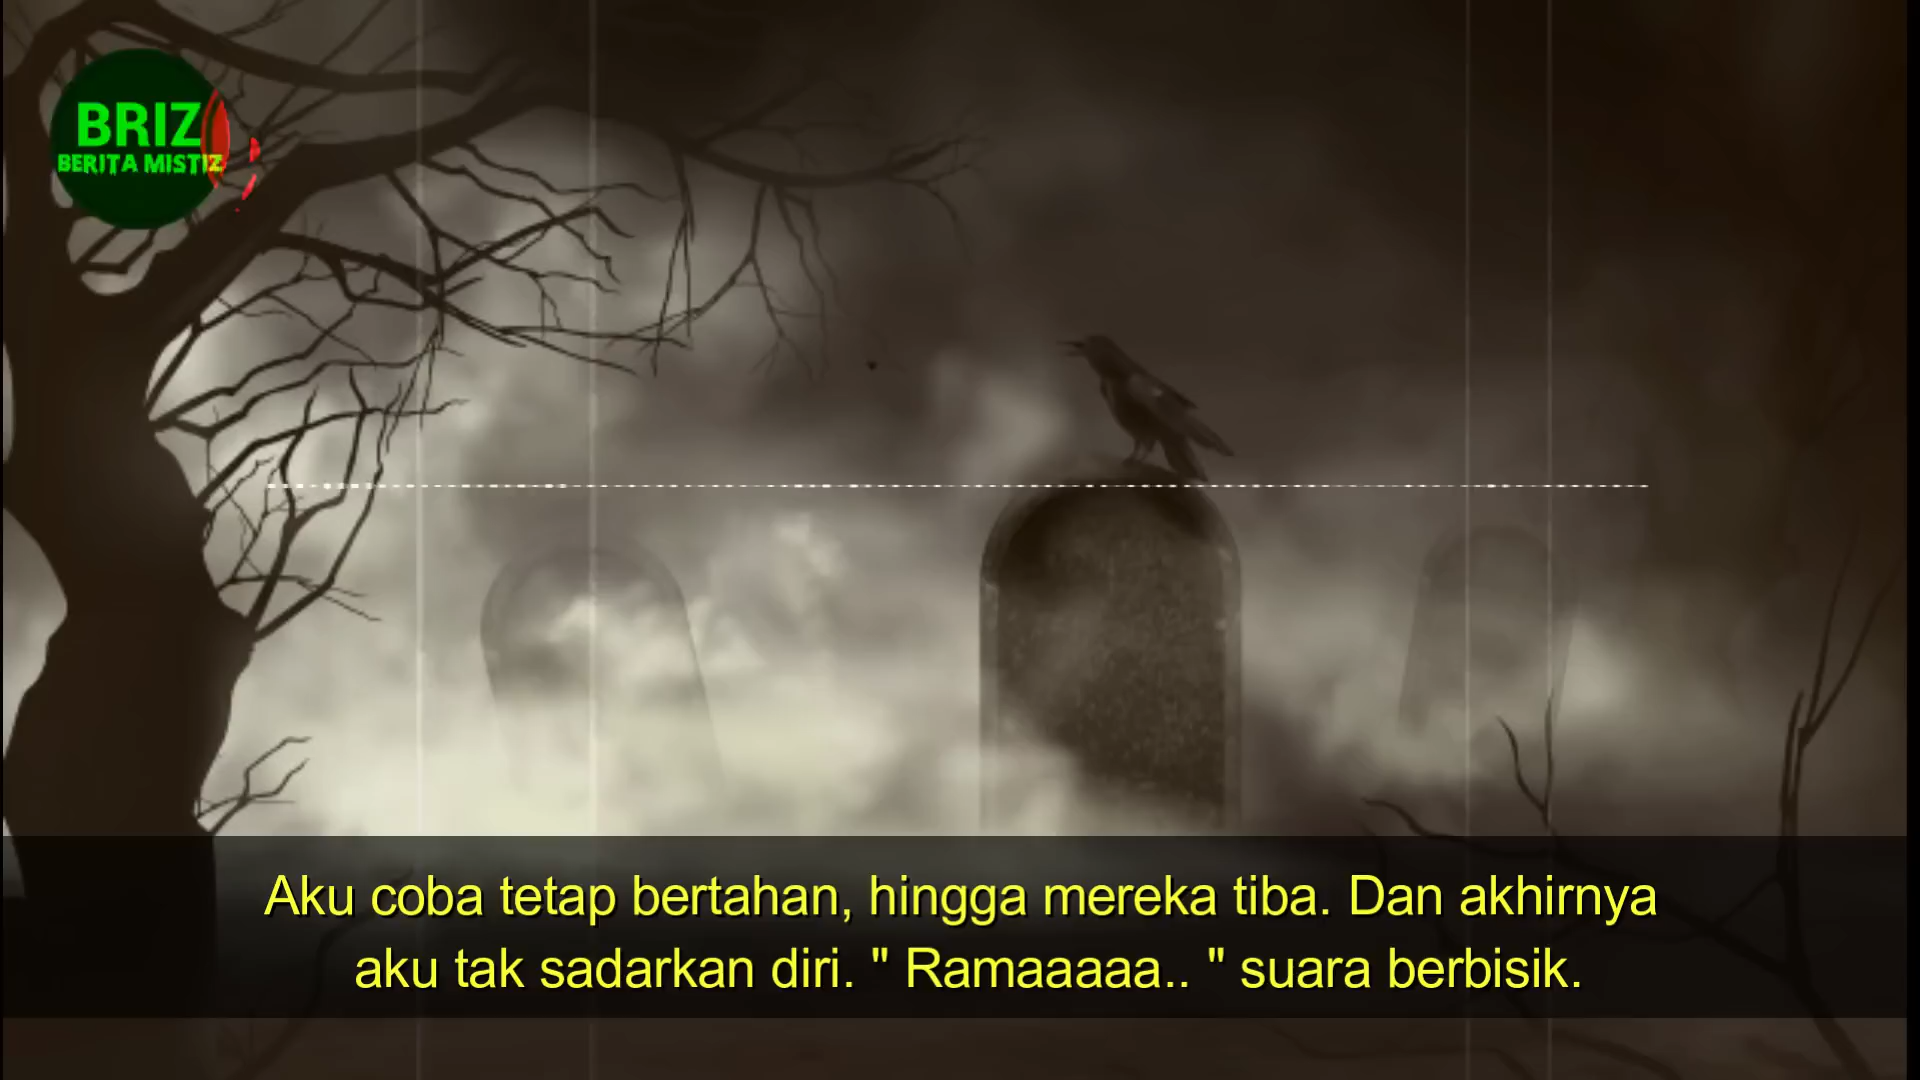 BRIZ
BERITA MISTIZ
Aku coba tetap bertahan, hingga mereka tiba. Dan akhirnya
aku tak sadarkan diri. " Ramaaaaa.. " suara berbisik.